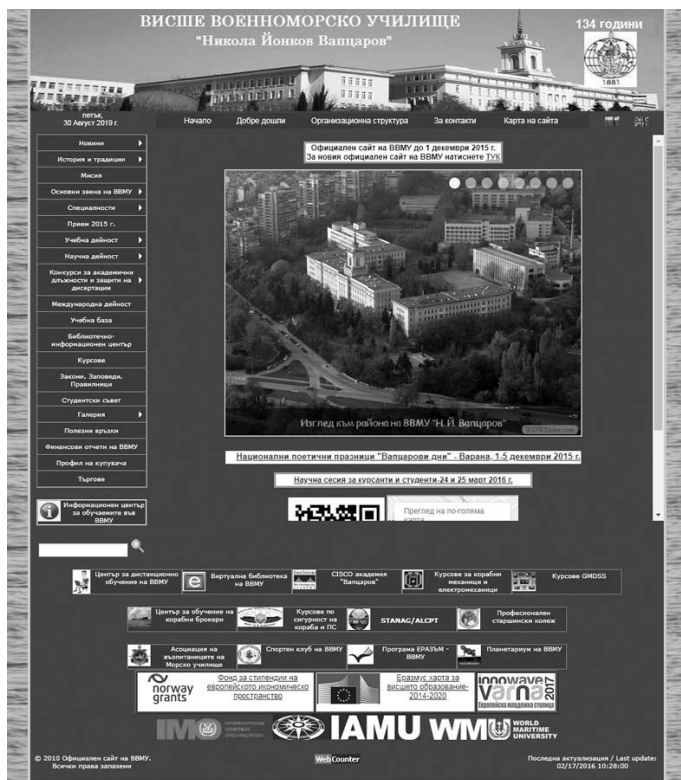 ВИСШЕ ВОЕННОМОРСКО УЧИЛИЩЕ
"Никола Йонков Вапцаров"
134 години
1881
петък,
30 Август 2019 г.
Начало
Добре дошли
Организационна структура
За контакти
Карта на сайта
Новини
История и традиции
Мисия
Основни звена на ВВМУ
Специалности
Прием 2015 г.
Учебна дейност
Научна дейност
Конкурси за академични
длъжности и защити на
дисертации
Международна дейност
Учебна база
Библиотечно-
информационен център
Курсове
Закони, Заповеди,
Правилници
Студентски съвет
Галерия
Полезни връзки
Финансови отчети на ВВМУ
Профил на купувача
Търгове
Информационен център
за обучаемите във
ВВМУ
Официален сайт на ВВМУ до 1 декември 2015 г.
За новия официален сайт на ВВМУ натиснете ТУК
Изглед към района на ВВМУ "Н. Й. Вапцаров"
WOWSlider.com
Национални поетични празници "Вапцарови дни" - Варана, 1-5 декември 2015 г.
Научна сесия за курсанти и студенти-24 и 25 март 2016 г.
Преглед на по-голяма
карта
Център за дистанционно
обучение на ВВМУ
Виртуална библиотека
на ВВМУ
CISCO академия
"Вапцаров"
Курсове за корабни
механици и
електромеханици
Курсове GMDSS
Център за обучение на
корабни брокери
Курсове по
сигурност на
кораба и ПС
STANAG/ALCPT
Професионален
старшински колеж
Асоциация на
възпитаниците на
Морско училище
Спортен клуб на ВВМУ
Програма ЕРАЗЪМ -
ВВМУ
Планетариум на ВВМУ
norway
grants
Фонд за стипендии на
европейското икономическо
пространство
Еразмус харта за
висшето образование-
2014-2020
innowave
Varna
2017
Европейска младежка столица
IMO
INTERNATIONAL
MARITIME
ORGANIZATION
IAMU
WMU
WORLD
MARITIME
UNIVERSITY
© 2010 Официален сайт на ВВМУ.
Всички права запазени
WebCounter
Последна актуализация / Last update:
02/17/2016 10:28:00